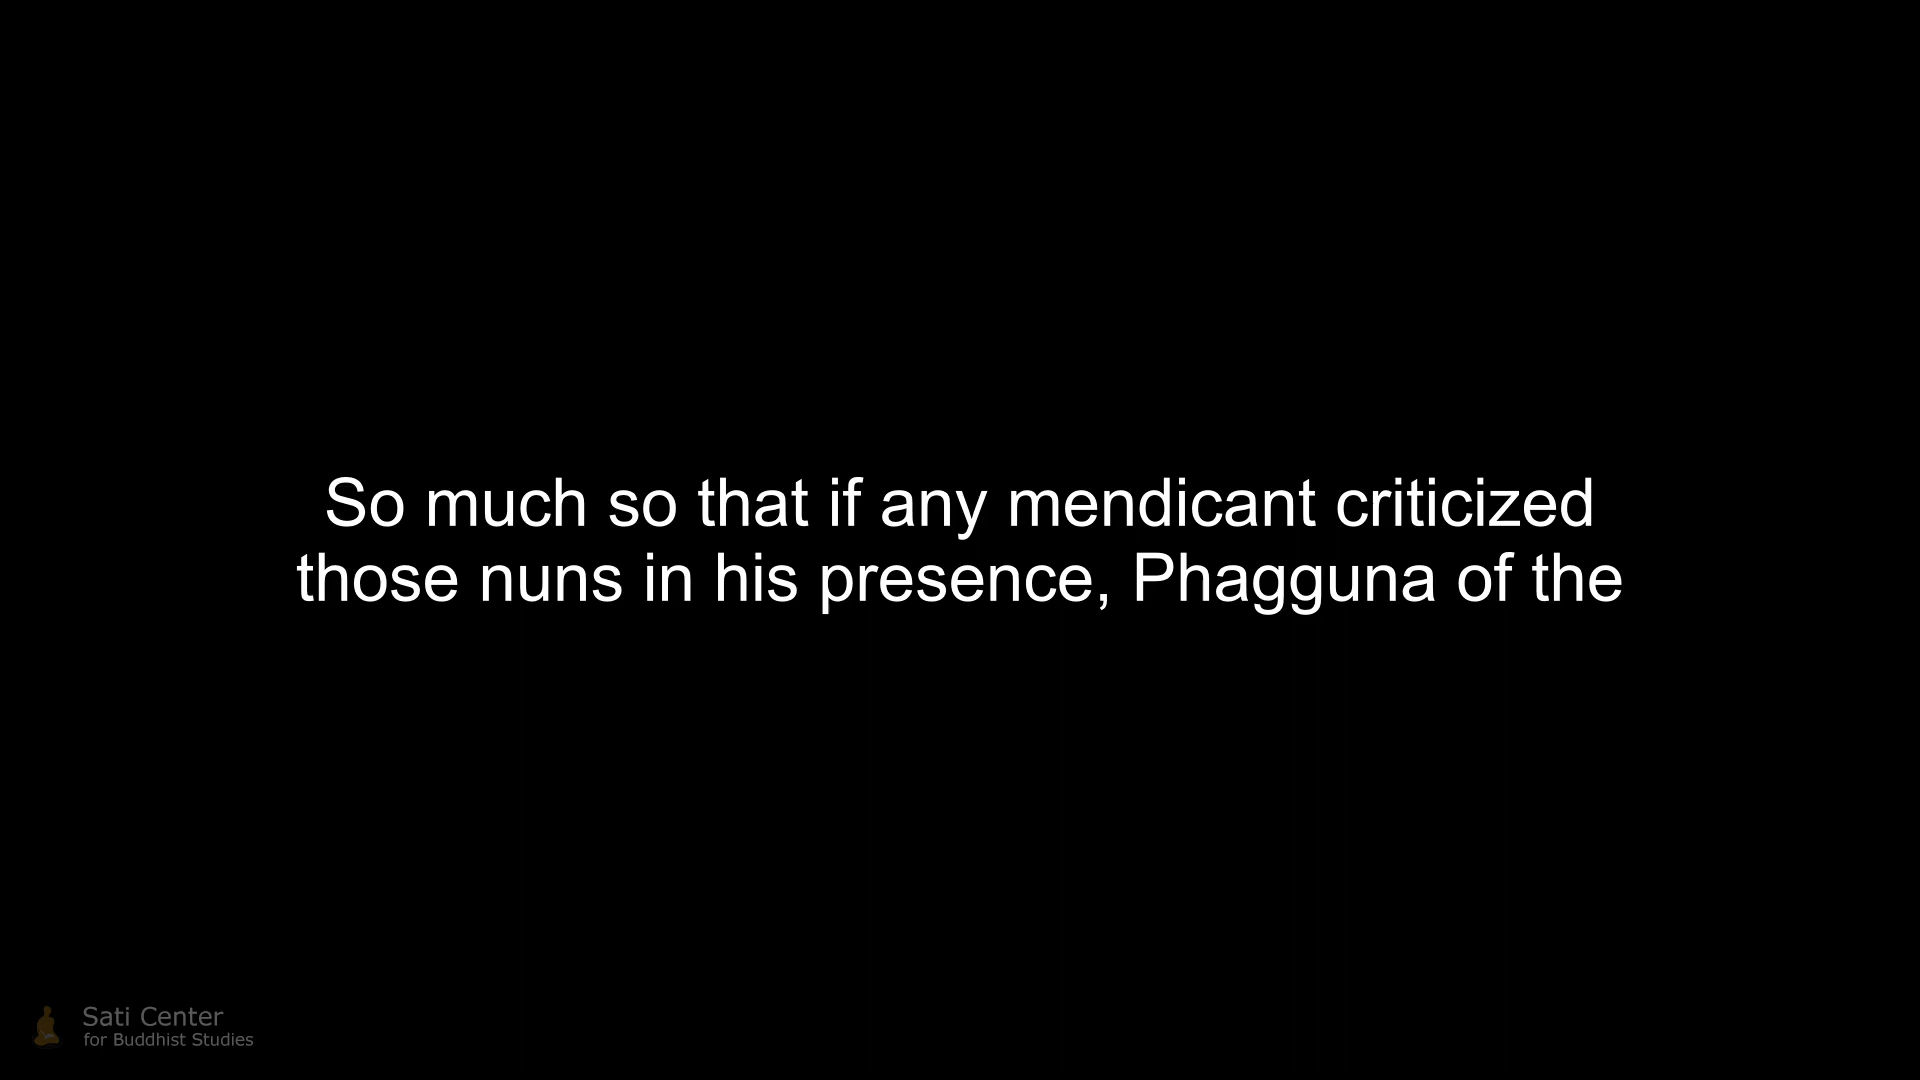 So much so that if any mendicant criticized
those nuns in his presence, Phagguna of the
Sati Center
for Buddhist Studies